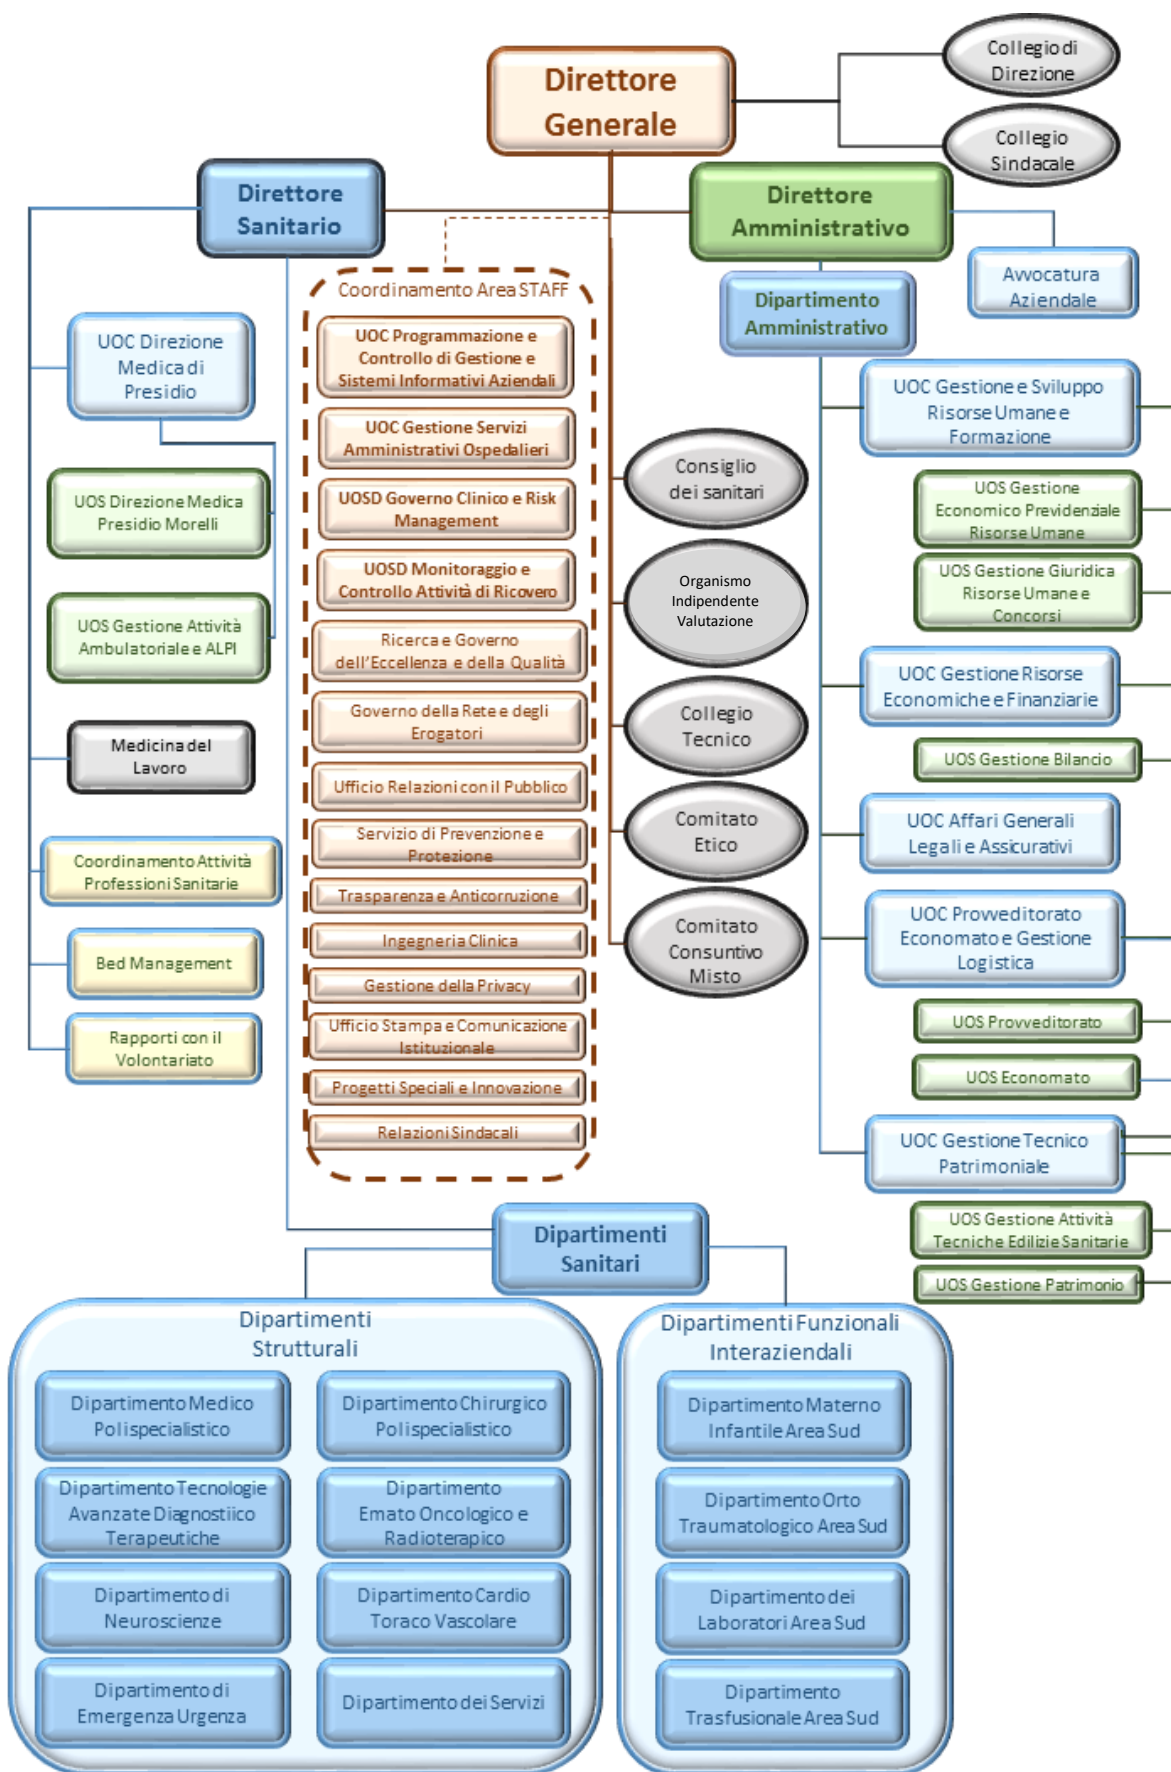 Direttore
Generale
Collegio di
Direzione
Collegio
Sindacale
Direttore
Sanitario
Direttore
Amministrativo
Avvocatura
Aziendale
Dipartimento
Amministrativo
UOC Direzione
Medica di
Presidio
UOS Direzione Medica
Presidio Morelli
UOS Gestione Attività
Ambulatoriale e ALPI
Medicina del
Lavoro
Coordinamento Attività
Professioni Sanitarie
Bed Management
Rapporti con il
Volontariato
Coordinamento Area STAFF
UOC Programmazione e
Controllo di Gestione e
Sistemi Informativi Aziendali
UOC Gestione Servizi
Amministrativi Ospedalieri
UOSD Governo Clinico e Risk
Management
UOSD Monitoraggio e
Controllo Attività di Ricovero
Ricerca e Governo
dell'Eccellenza e della Qualità
Governo della Rete e degli
Erogatori
Ufficio Relazioni con il Pubblico
Servizio di Prevenzione e
Protezione
Trasparenza e Anticorruzione
Ingegneria Clinica
Gestione della Privacy
Ufficio Stampa e Comunicazione
Istituzionale
Progetti Speciali e Innovazione
Relazioni Sindacali
Consiglio
dei sanitari
Organismo
Indipendente
Valutazione
Collegio
Tecnico
Comitato
Etico
Comitato
Consuntivo
Misto
UOC Gestione e Sviluppo
Risorse Umane e
Formazione
UOS Gestione
Economico Previdenziale
Risorse Umane
UOS Gestione Giuridica
Risorse Umane e
Concorsi
UOC Gestione Risorse
Economiche e Finanziarie
UOS Gestione Bilancio
UOC Affari Generali
Legali e Assicurativi
UOC Provveditorato
Economato e Gestione
Logistica
UOS Provveditorato
UOS Economato
UOC Gestione Tecnico
Patrimoniale
UOS Gestione Attività
Tecniche Edilizie Sanitarie
UOS Gestione Patrimonio
Dipartimenti
Sanitari
Dipartimenti
Strutturali
Dipartimento Medico
Polispecialistico
Dipartimento Chirurgico
Polispecialistico
Dipartimento Tecnologie
Avanzate Diagnostiico
Terapeutiche
Dipartimento
Emato Oncologico e
Radioterapico
Dipartimento di
Neuroscienze
Dipartimento Cardio
Toraco Vascolare
Dipartimento di
Emergenza Urgenza
Dipartimento dei Servizi
Dipartimenti Funzionali
Interaziendali
Dipartimento Materno
Infantile Area Sud
Dipartimento Orto
Traumatologico Area Sud
Dipartimento dei
Laboratori Area Sud
Dipartimento
Trasfusionale Area Sud